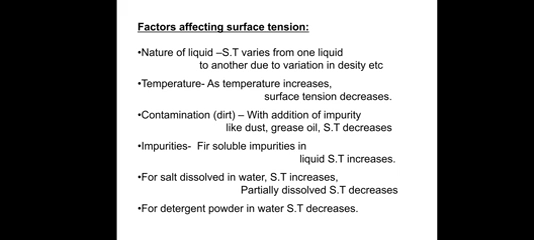 Factors affecting surface tension:
•Nature of liquid –S.T varies from one liquid
to another due to variation in desity etc
•Temperature- As temperature increases,
surface tension decreases.
•Contamination (dirt) – With addition of impurity
like dust, grease oil, S.T decreases
•Impurities- Fir soluble impurities in
liquid S.T increases.
•For salt dissolved in water, S.T increases,
Partially dissolved S.T decreases
•For detergent powder in water S.T decreases.